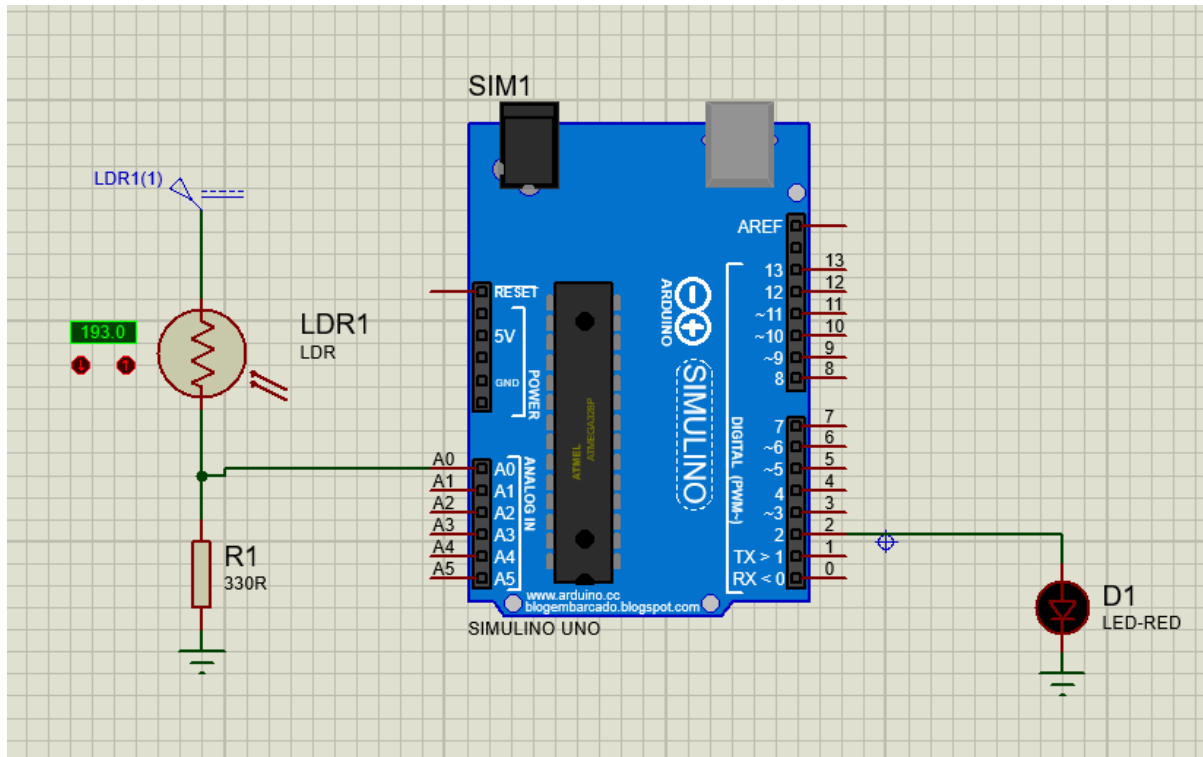 SIM1
LDR1(1)
193.0
LDR1
LDR
RESET
5V
GND
POWER
A0
A1
A2
A3
A4
A5
A0
A1
A2
A3
A4
A5
ANALOG IN
ATMEL
ATMEGA328P
ARDUINO
SIMULINO
AREF
13
12
~11
~10
~9
8
7
~6
~5
4
~3
2
TX > 1
RX < 0
DIGITAL (PWM~)
13
12
11
10
9
8
7
6
5
4
3
2
1
0
www.arduino.cc
blogembarcado.blogspot.com
SIMULINO UNO
R1
330R
D1
LED-RED